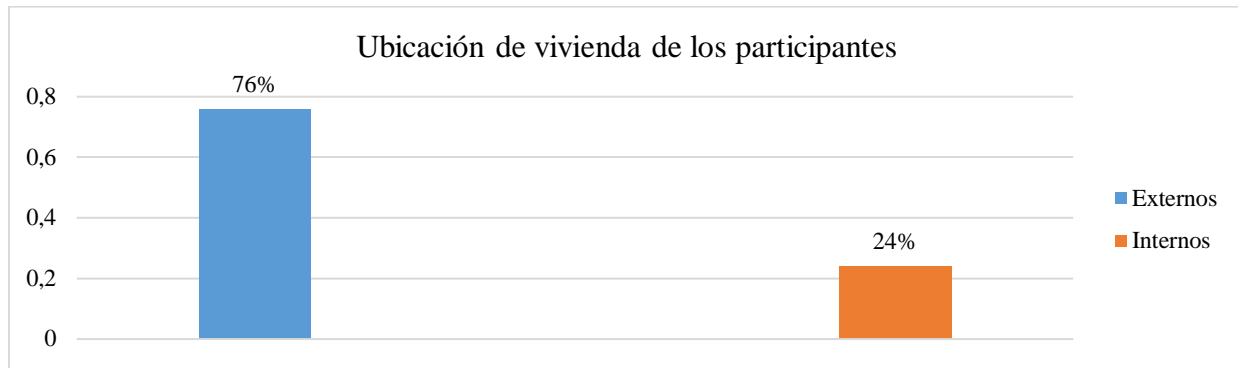 Ubicación de vivienda de los participantes
76%
0,8
0,6
0,4
24%
0,2
0
Externos
Internos